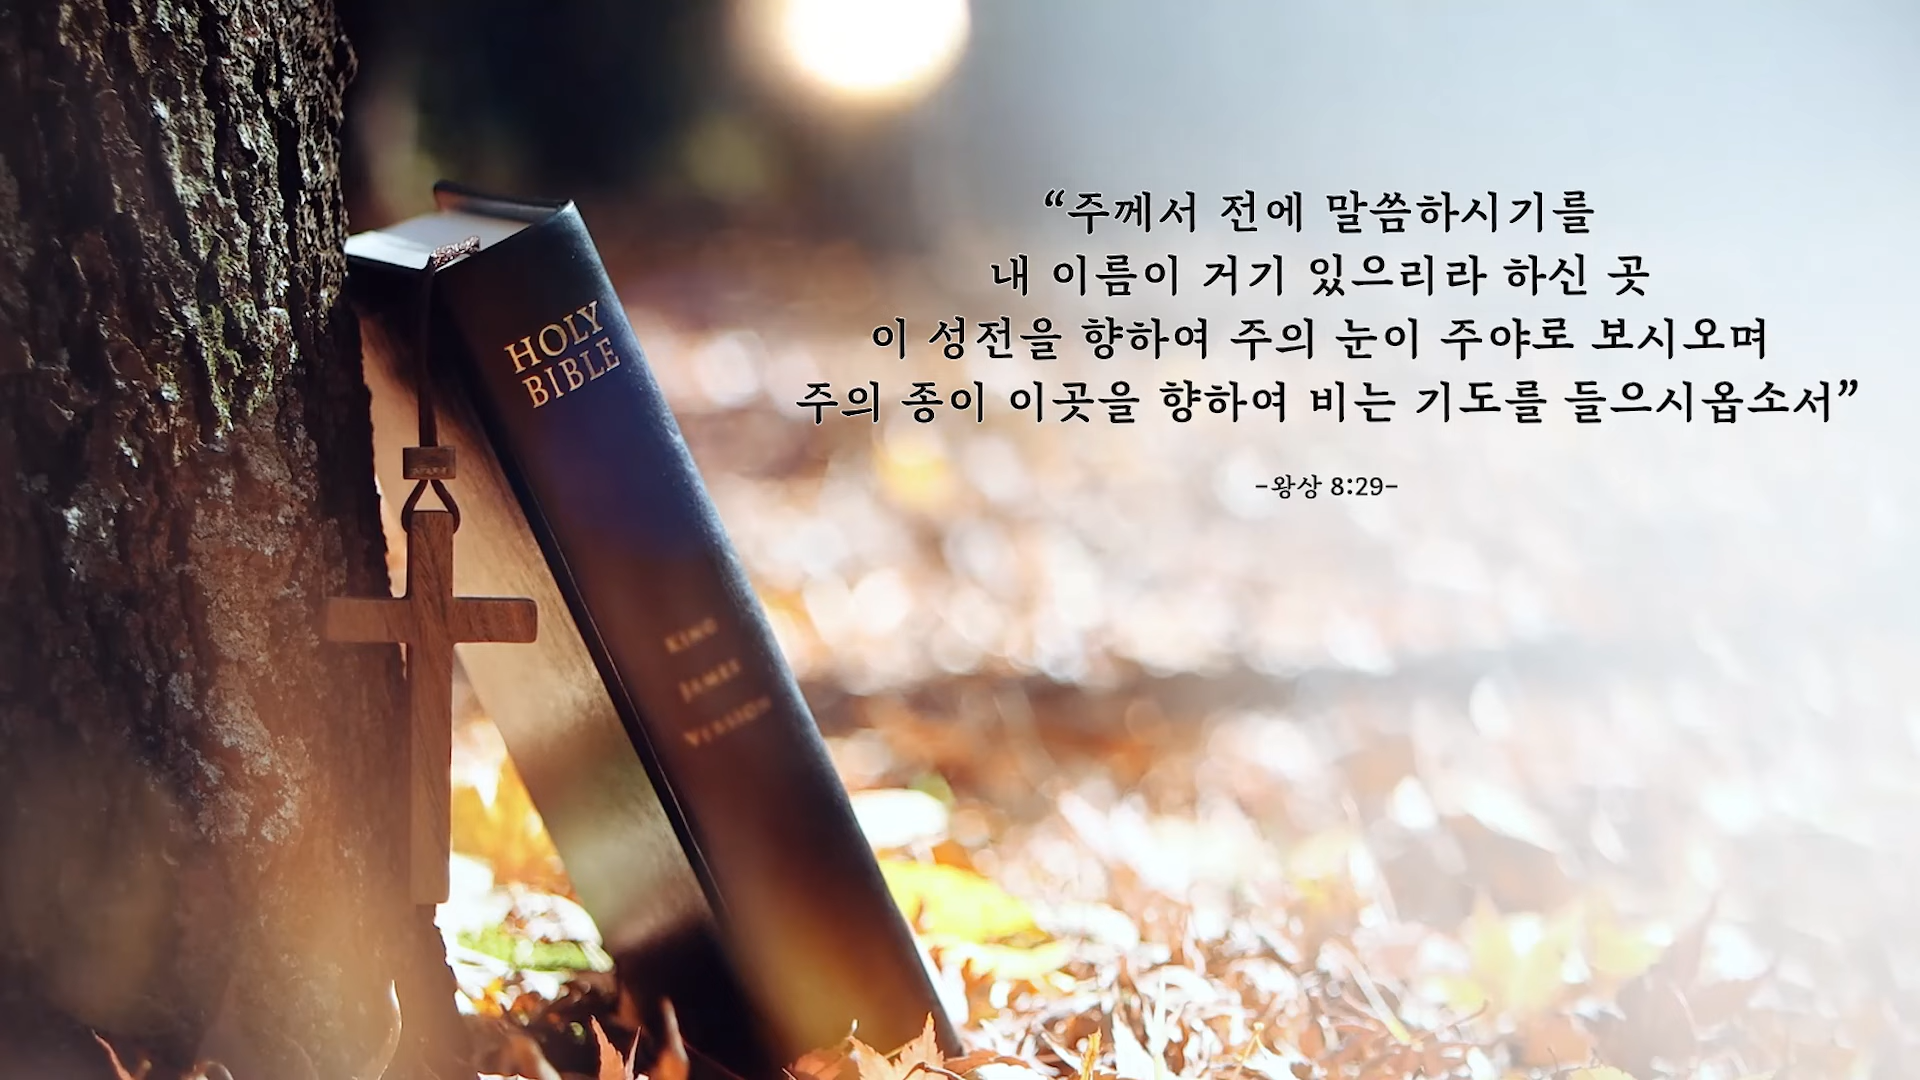 HOLY
BIBLE
KING
JAMES
VERSION
“주께서 전에 말씀하시기를
내 이름이 거기 있으리라 하신 곳
이 성전을 향하여 주의 눈이 주야로 보시오며
주의 종이 이곳을 향하여 비는 기도를 들으시옵소서”
-왕상 8:29-